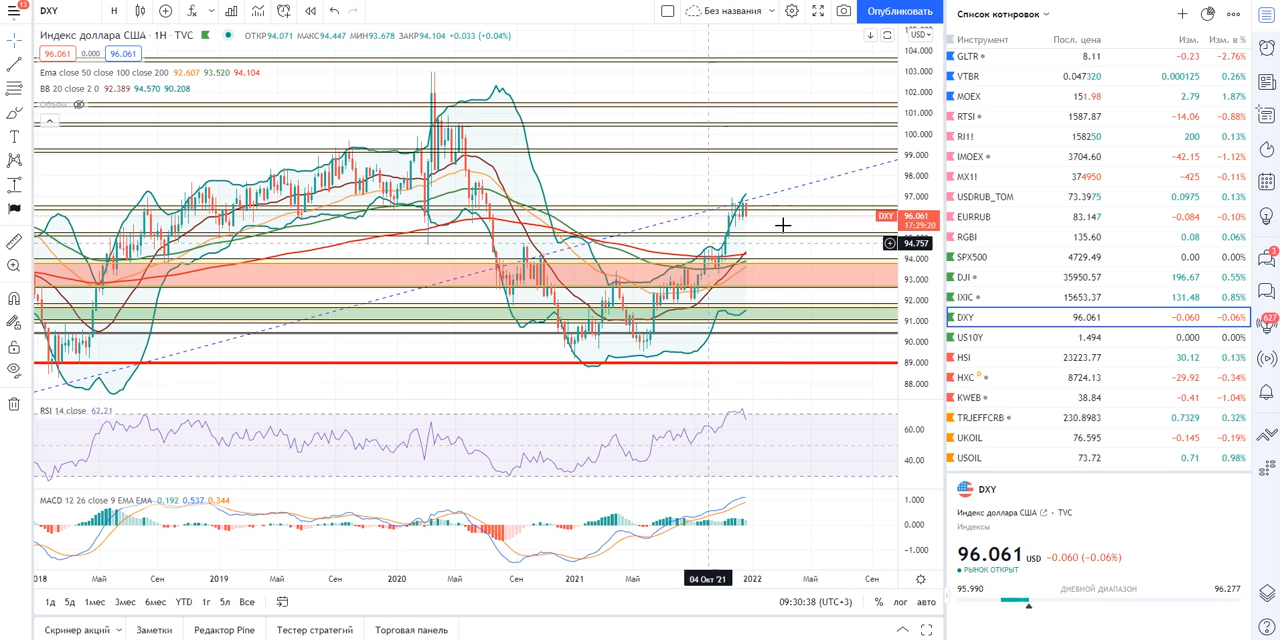 13
DXY
Н
Без названия
Опубликовать
Индекс доллара США · 1Н · TVC
ОТКР94.071 МАКС94.447 МИН93.678 ЗАКР94.104 +0.033 (+0.04%)
USD
96.061 0.000 96.061
Ema close 50 close 100 close 200 92.607 93.520 94.104
BB 20 close 2 0 92.389 94.570 90.208
Объём
104.000
103.000
102.000
101.000
100.000
99.000
98.000
97.000
DXY 96.061
17:29:20
94.757
94.000
93.000
92.000
91.000
90.000
89.000
88.000
RSI 14 close 62.21
60.00
40.00
MACD 12 26 close 9 EMA EMA 0.192 0.537 0.344
1.000
0.000
−1.000
2018 Май Сен 2019 Май Сен 2020 Май Сен 2021 Май 04 Окт '21 2022 Май Сен
1д 5д 1мес 3мес 6мес YTD 1г 5л Все
09:30:38 (UTC+3) % лог авто
Скринер акций Заметки Редактор Pine Тестер стратегий Торговая панель
Список котировок
Инструмент Посл. цена Изм. Изм. в %
GLTR 8.11 −0.23 −2.76%
VTBR 0.047320 0.000125 0.26%
MOEX 151.98 2.79 1.87%
RTSI 1587.87 −14.06 −0.88%
RI1! 158250 200 0.13%
IMOEX 3704.60 −42.15 −1.12%
MX1! 374950 −425 −0.11%
USDRUB_TOM 73.3975 0.0975 0.13%
EURRUB 83.147 −0.084 −0.10%
RGBI 135.60 0.08 0.06%
SPX500 4729.49 0.00 0.00%
DJI 35950.57 196.67 0.55%
IXIC 15653.37 131.48 0.85%
DXY 96.061 −0.060 −0.06%
US10Y 1.494 0.000 0.00%
HSI 23223.77 30.12 0.13%
HXC D 8724.13 −29.92 −0.34%
KWEB 38.84 −0.41 −1.04%
TRJEFFCRB 230.8983 0.7329 0.32%
UKOIL 76.595 −0.145 −0.19%
USOIL 73.72 0.71 0.98%
DXY
Индекс доллара США · TVC
Индексы
96.061 USD −0.060 (−0.06%)
РЫНОК ОТКРЫТ
95.990 ДНЕВНОЙ ДИАПАЗОН 96.277
3
627